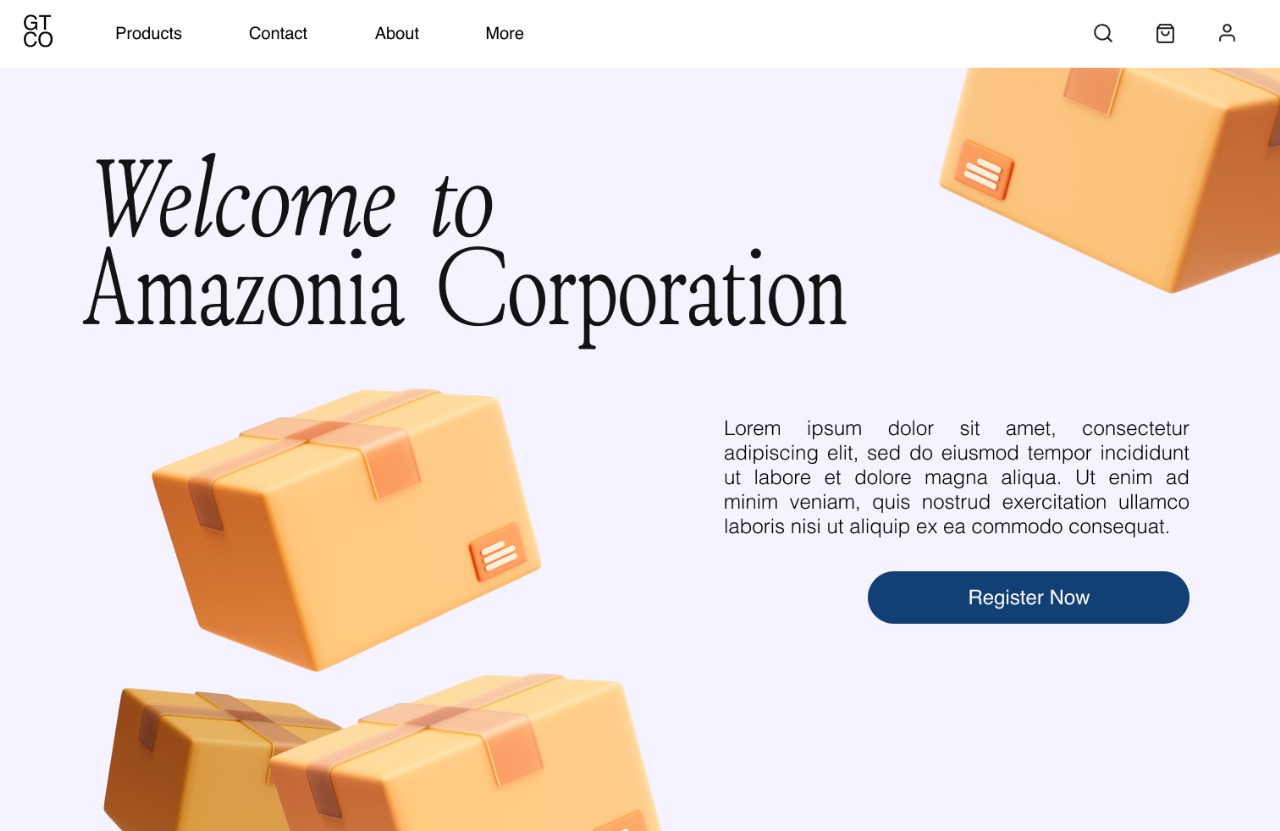 GT
CO
Products Contact About More
Welcome to
Amazonia Corporation
Lorem ipsum dolor sit amet, consectetur
adipiscing elit, sed do eiusmod tempor incididunt
ut labore et dolore magna aliqua. Ut enim ad
minim veniam, quis nostrud exercitation ullamco
laboris nisi ut aliquip ex ea commodo consequat.
Register Now